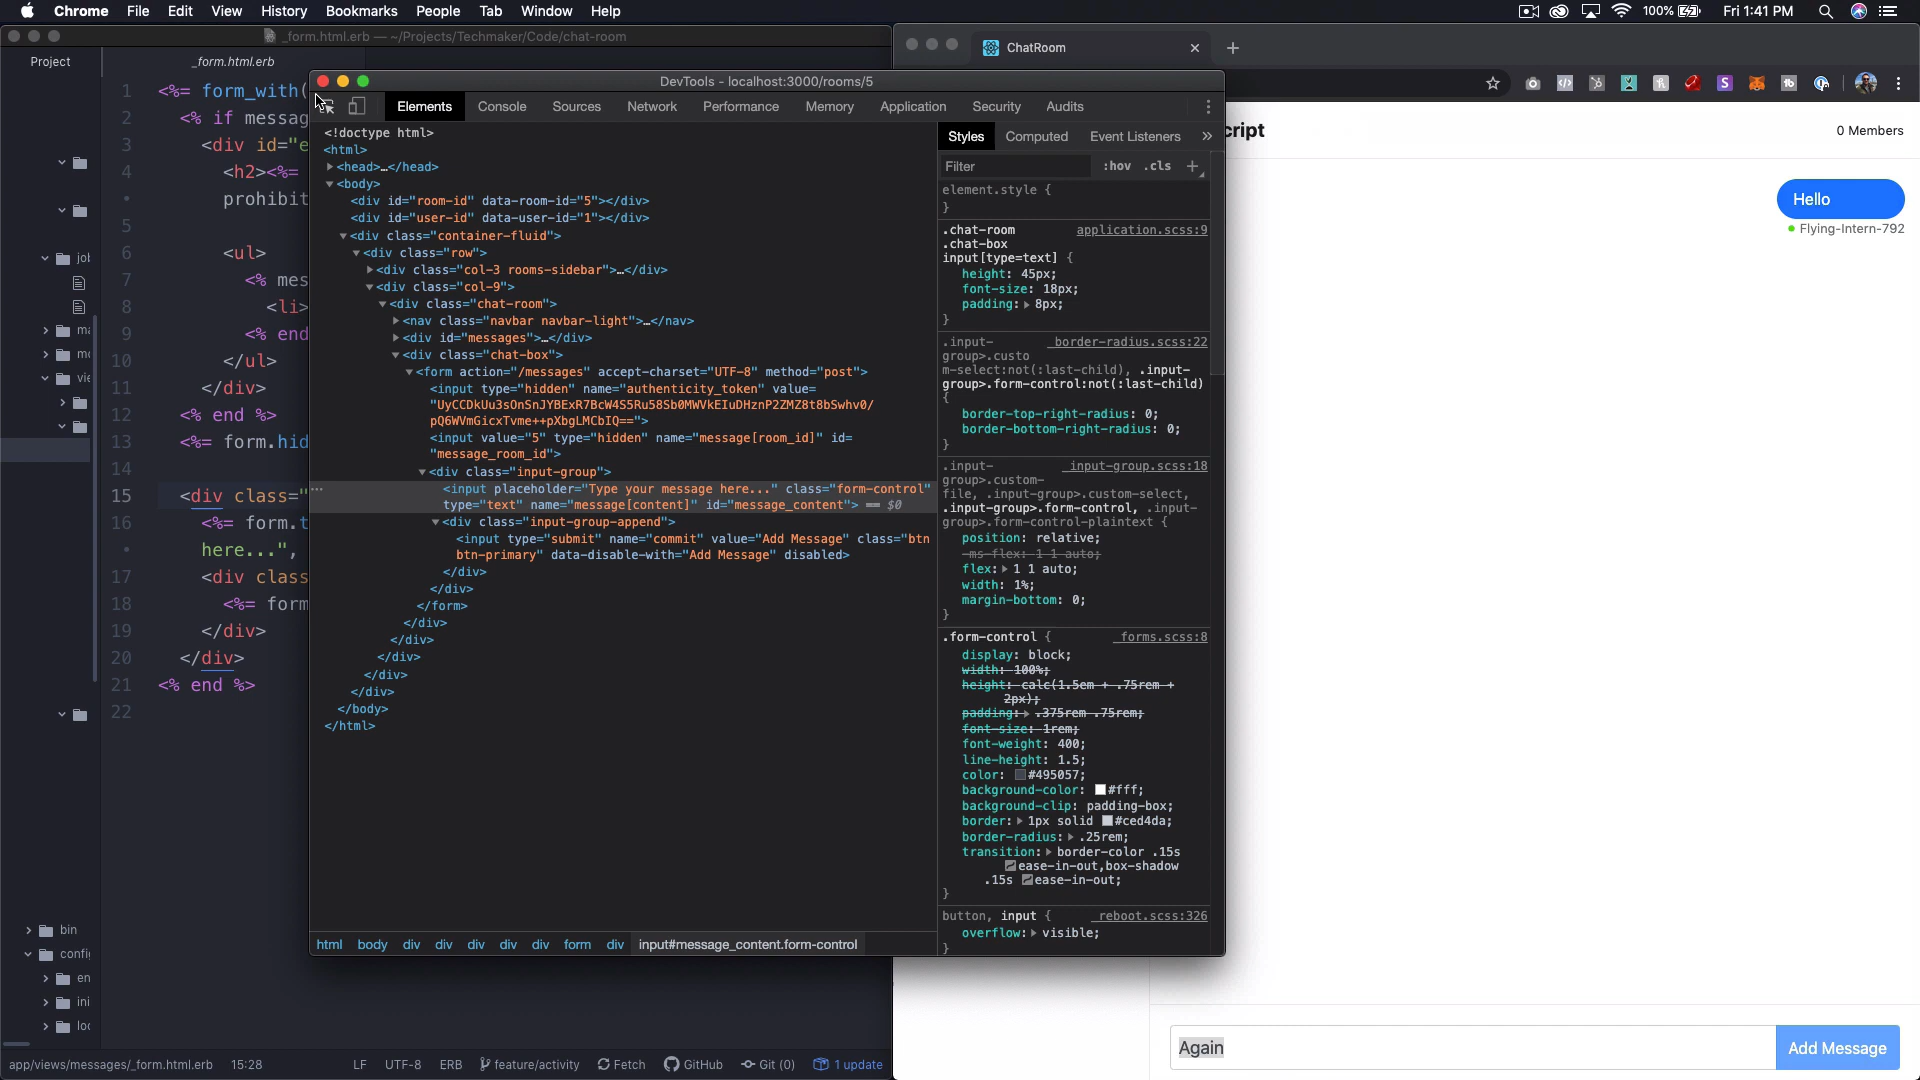 Chrome File Edit View History Bookmarks People Tab Window Help
100% Fri 1:41 PM
_form.html.erb — ~/Projects/Techmaker/Code/chat-room
Project
_form.html.erb
1 <%= form_with(
2 <% if messag
3 <div id="e
4 <h2><%=
• prohibit
5
6 <ul>
7 <% mes
8 <li>
9 <% end
10 </ul>
11 </div>
12 <% end %>
13 <%= form.hid
14
15 <div class="
16 <%= form.t
• here...",
17 <div class
18 <%= form
19 </div>
20 </div>
21 <% end %>
22
job
ma
mo
vie
bin
confi
en
ini
loc
app/views/messages/_form.html.erb 15:28 LF UTF-8 ERB feature/activity Fetch GitHub Git (0) 1 update
DevTools - localhost:3000/rooms/5
Elements Console Sources Network Performance Memory Application Security Audits
<!doctype html>
<html>
<head>…</head>
<body>
<div id="room-id" data-room-id="5"></div>
<div id="user-id" data-user-id="1"></div>
<div class="container-fluid">
<div class="row">
<div class="col-3 rooms-sidebar">…</div>
<div class="col-9">
<div class="chat-room">
<nav class="navbar navbar-light">…</nav>
<div id="messages">…</div>
<div class="chat-box">
<form action="/messages" accept-charset="UTF-8" method="post">
<input type="hidden" name="authenticity_token" value=
"UyCCDkUu3sOnSnJYBExR7BcW4S5Ru58Sb0MWVkEIuDHznP2ZMZ8t8bSwhv0/
pQ6WVmGicxTvme++pXbgLMCbIQ==">
<input value="5" type="hidden" name="message[room_id]" id=
"message_room_id">
<div class="input-group">
<input placeholder="Type your message here..." class="form-control"
type="text" name="message[content]" id="message_content"> == $0
<div class="input-group-append">
<input type="submit" name="commit" value="Add Message" class="btn
btn-primary" data-disable-with="Add Message" disabled>
</div>
</div>
</form>
</div>
</div>
</div>
</div>
</div>
</body>
</html>
html body div div div div div form div input#message_content.form-control
Styles Computed Event Listeners »
Filter :hov .cls +
element.style {
}
.chat-room application.scss:9
.chat-box
input[type=text] {
height: 45px;
font-size: 18px;
padding: 8px;
}
.input- _border-radius.scss:22
group>.custo
m-select:not(:last-child), .input-
group>.form-control:not(:last-child)
{
border-top-right-radius: 0;
border-bottom-right-radius: 0;
}
.input- _input-group.scss:18
group>.custom-
file, .input-group>.custom-select,
.input-group>.form-control, .input-
group>.form-control-plaintext {
position: relative;
-ms-flex: 1 1 auto;
flex: 1 1 auto;
width: 1%;
margin-bottom: 0;
}
.form-control { _forms.scss:8
display: block;
width: 100%;
height: calc(1.5em + .75rem +
2px);
padding: .375rem .75rem;
font-size: 1rem;
font-weight: 400;
line-height: 1.5;
color: #495057;
background-color: #fff;
background-clip: padding-box;
border: 1px solid #ced4da;
border-radius: .25rem;
transition: border-color .15s
ease-in-out,box-shadow
.15s ease-in-out;
}
button, input { _reboot.scss:326
overflow: visible;
}
ChatRoom
cript
0 Members
Hello
Flying-Intern-792
Again
Add Message